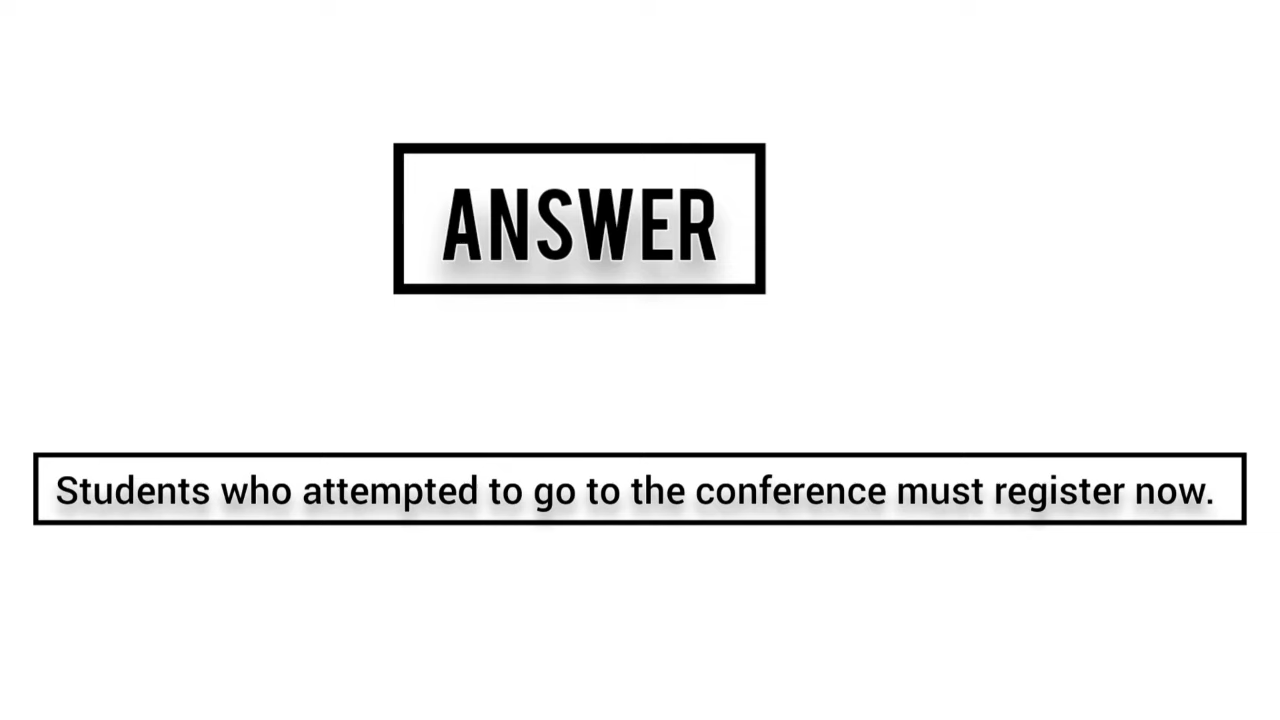 ANSWER
Students who attempted to go to the conference must register now.